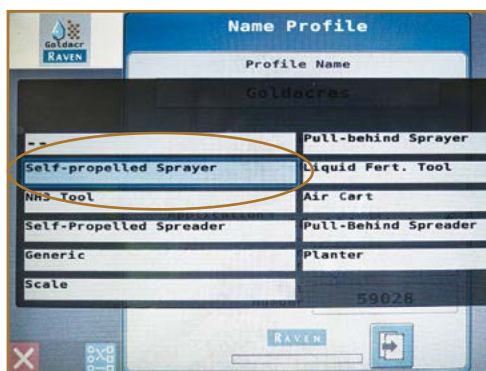 Name Profile
Goldacr
RAVEN
Profile Name
Goldacres
--
Pull-behind Sprayer
Self-propelled Sprayer
Liquid Fert. Tool
NH3 Tool
Air Cart
Self-Propelled Spreader
Pull-Behind Spreader
Generic
Planter
Scale
59028
RAVEN